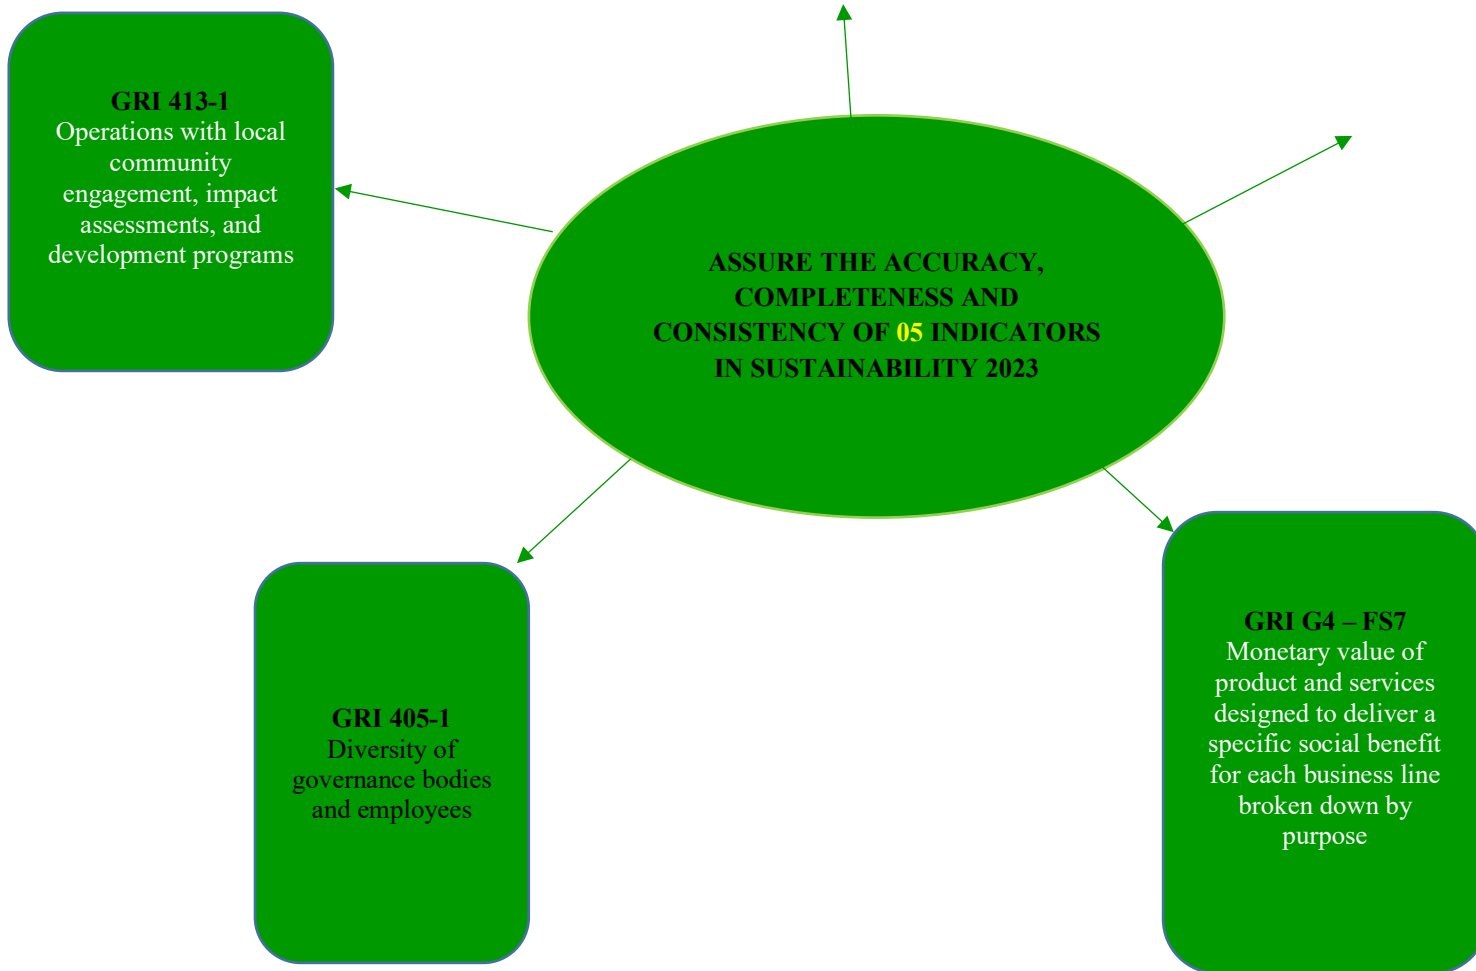 GRI 413-1
Operations with local
community
engagement, impact
assessments, and
development programs
ASSURE THE ACCURACY,
COMPLETENESS AND
CONSISTENCY OF 05 INDICATORS
IN SUSTAINABILITY 2023
GRI 405-1
Diversity of
governance bodies
and employees
GRI G4 – FS7
Monetary value of
product and services
designed to deliver a
specific social benefit
for each business line
broken down by
purpose